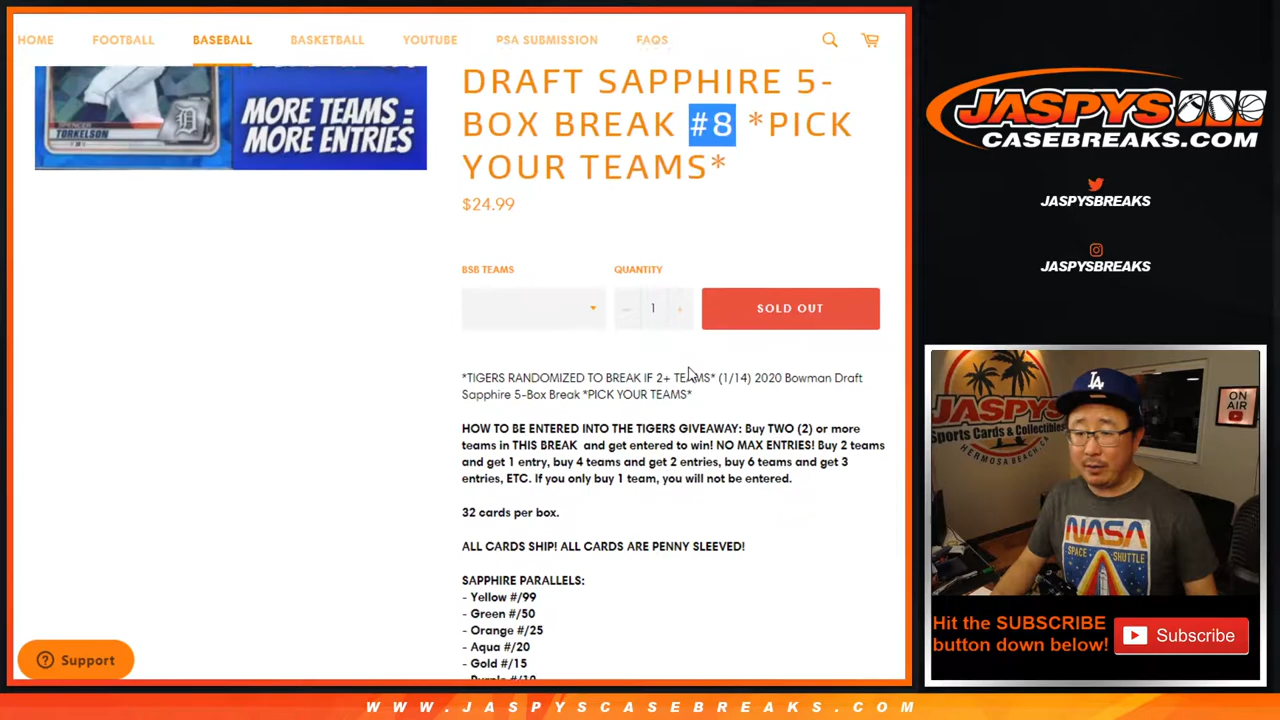 HOME FOOTBALL BASEBALL BASKETBALL YOUTUBE PSA SUBMISSION FAQS
MORE TEAMS =
MORE ENTRIES
TORKELSON
DRAFT SAPPHIRE 5-
BOX BREAK #8 *PICK
YOUR TEAMS*
$24.99
BSB TEAMS QUANTITY
1
SOLD OUT
*TIGERS RANDOMIZED TO BREAK IF 2+ TEAMS* (1/14) 2020 Bowman Draft
Sapphire 5-Box Break *PICK YOUR TEAMS*
HOW TO BE ENTERED INTO THE TIGERS GIVEAWAY: Buy TWO (2) or more
teams in THIS BREAK and get entered to win! NO MAX ENTRIES! Buy 2 teams
and get 1 entry, buy 4 teams and get 2 entries, buy 6 teams and get 3
entries, ETC. If you only buy 1 team, you will not be entered.
32 cards per box.
ALL CARDS SHIP! ALL CARDS ARE PENNY SLEEVED!
SAPPHIRE PARALLELS:
- Yellow #/99
- Green #/50
- Orange #/25
- Aqua #/20
- Gold #/15
- Purple #/10
Support
JASPYS
CASEBREAKS.COM
JASPYSBREAKS
JASPYSBREAKS
JASPYS
Sports Cards & Collectibles
HERMOSA BEACH, CA
ON
AIR
LA
NASA
SPACE SHUTTLE
Hit the SUBSCRIBE
button down below!
Subscribe
WWW.JASPYSCASEBREAKS.COM